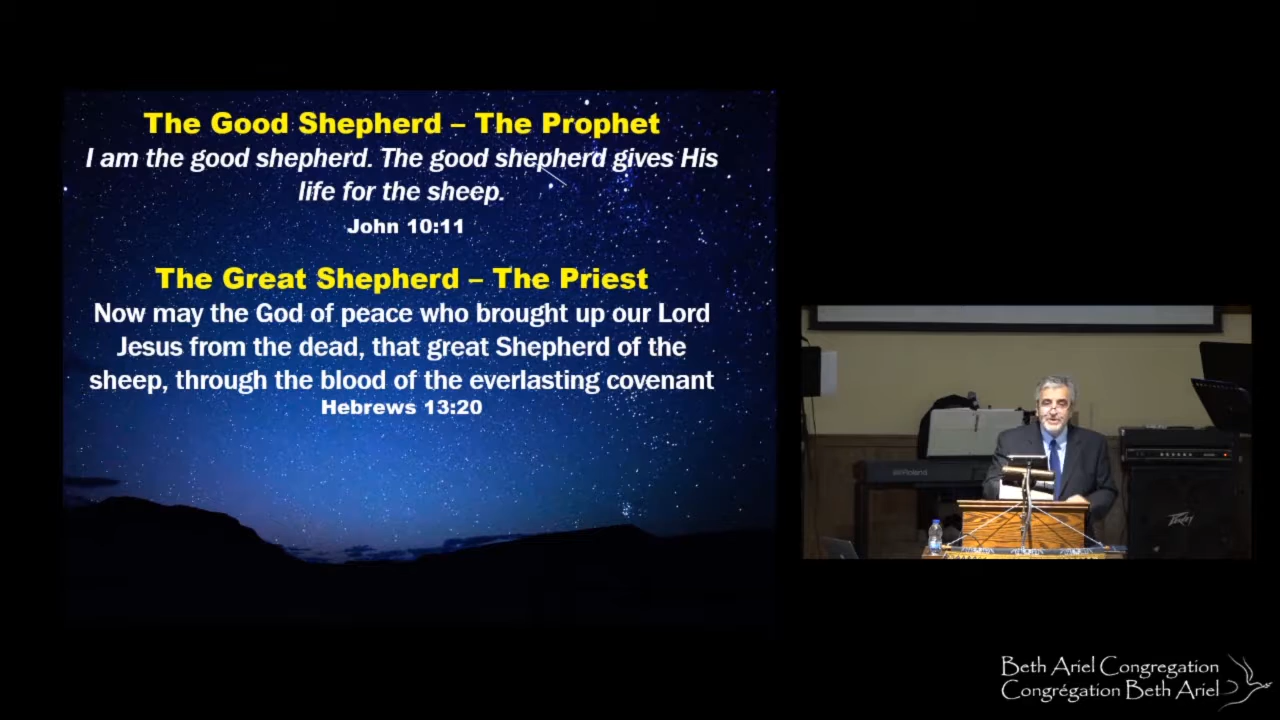 The Good Shepherd – The Prophet
I am the good shepherd. The good shepherd gives His
life for the sheep.
John 10:11
The Great Shepherd – The Priest
Now may the God of peace who brought up our Lord
Jesus from the dead, that great Shepherd of the
sheep, through the blood of the everlasting covenant
Hebrews 13:20
Roland
Peavey
Beth Ariel Congregation
Congrégation Beth Ariel